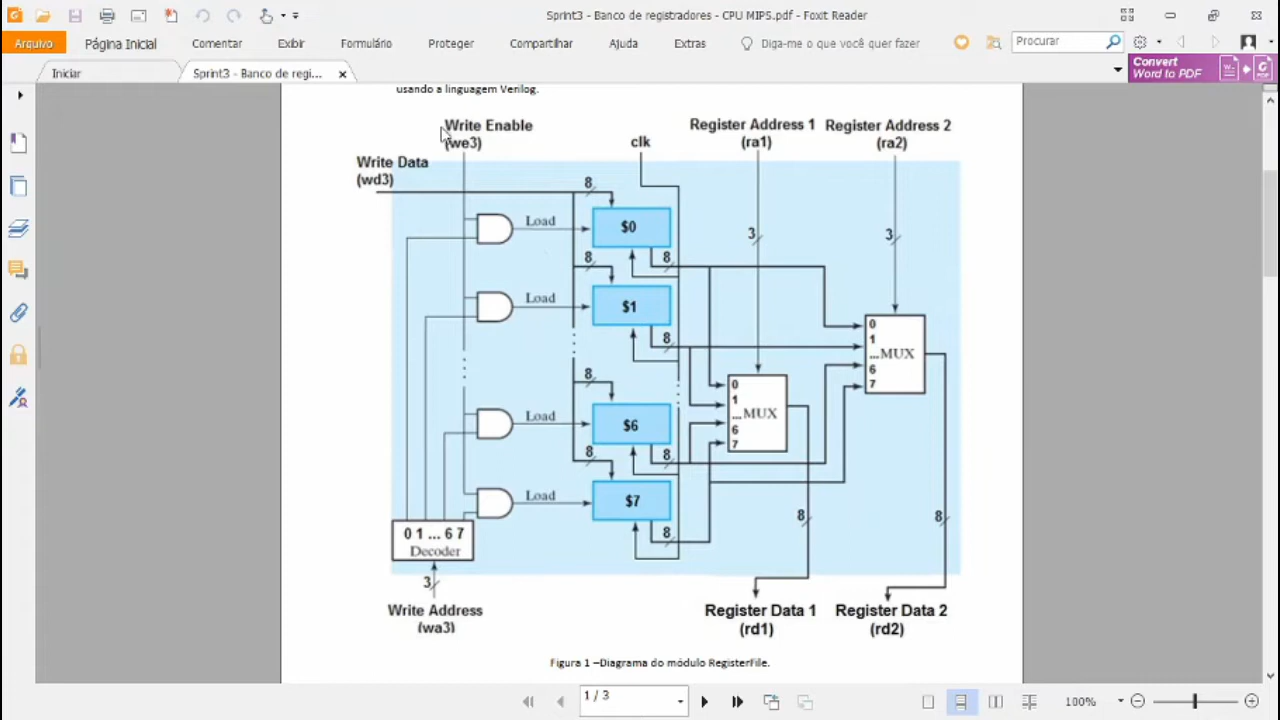 Sprint3 - Banco de registradores - CPU MIPS.pdf - Foxit Reader
Arquivo Página Inicial Comentar Exibir Formulário Proteger Compartilhar Ajuda Extras Diga-me o que você quer fazer Procurar
Iniciar Sprint3 - Banco de regi... Convert
Word to PDF
usando a linguagem Verilog.
Write Enable
(we3)
clk
Register Address 1
(ra1)
Register Address 2
(ra2)
Write Data
(wd3)
8
Load
$0
3
3
8
8
Load
$1
8
0
1
...MUX
6
7
8
Load
$6
8
0
1
...MUX
6
7
8
Load
$7
8
8
8
0 1 ... 6 7
Decoder
3
Write Address
(wa3)
Register Data 1
(rd1)
Register Data 2
(rd2)
Figura 1 –Diagrama do módulo RegisterFile.
1 / 3
100%